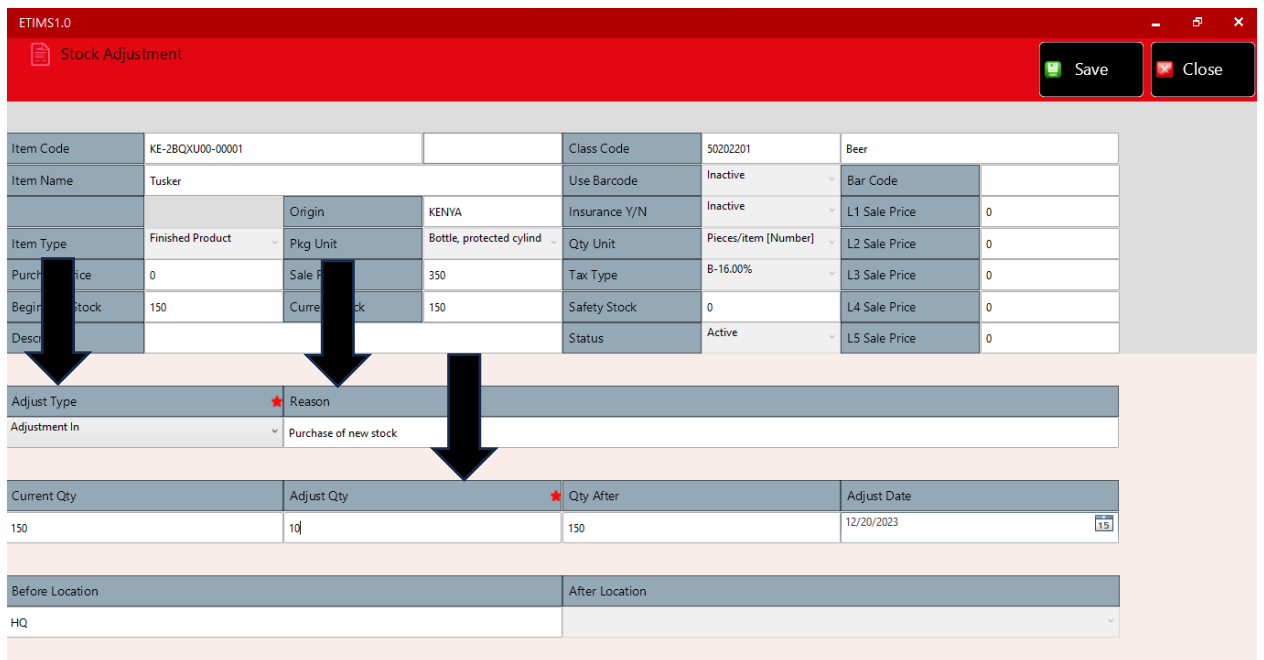 ETIMS1.0
Stock Adjustment
Save Close
Item Code KE-2BQXU00-00001 Class Code 50202201 Beer
Item Name Tusker Use Barcode Inactive Bar Code
Origin KENYA Insurance Y/N Inactive L1 Sale Price 0
Item Type Finished Product Pkg Unit Bottle, protected cylind Qty Unit Pieces/item [Number] L2 Sale Price 0
0 Sale 350 Tax Type B-16.00% L3 Sale Price 0
Stock 150 150 Safety Stock 0 L4 Sale Price 0
Status Active L5 Sale Price 0
Adjust Type Reason
Adjustment In Purchase of new stock
Current Qty Adjust Qty Qty After Adjust Date
150 10 150 12/20/2023 15
Before Location After Location
HQ